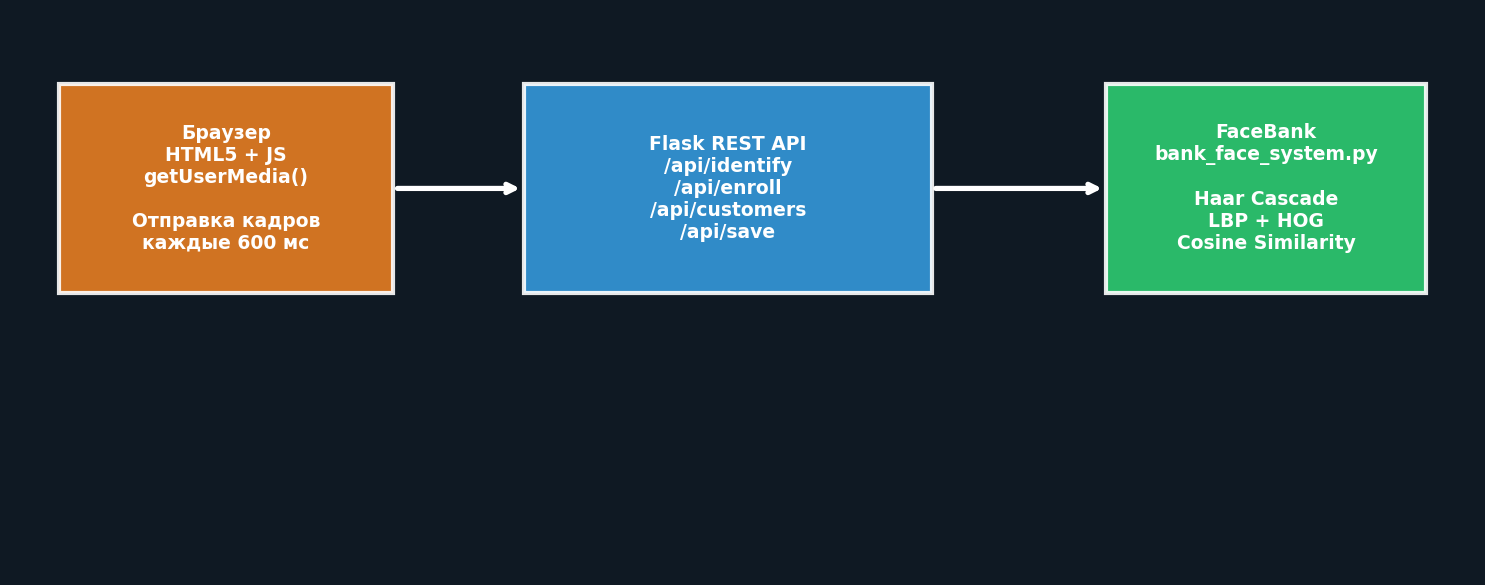 Браузер
HTML5 + JS
getUserMedia()
Отправка кадров
каждые 600 мс
Flask REST API
/api/identify
/api/enroll
/api/customers
/api/save
FaceBank
bank_face_system.py
Haar Cascade
LBP + HOG
Cosine Similarity